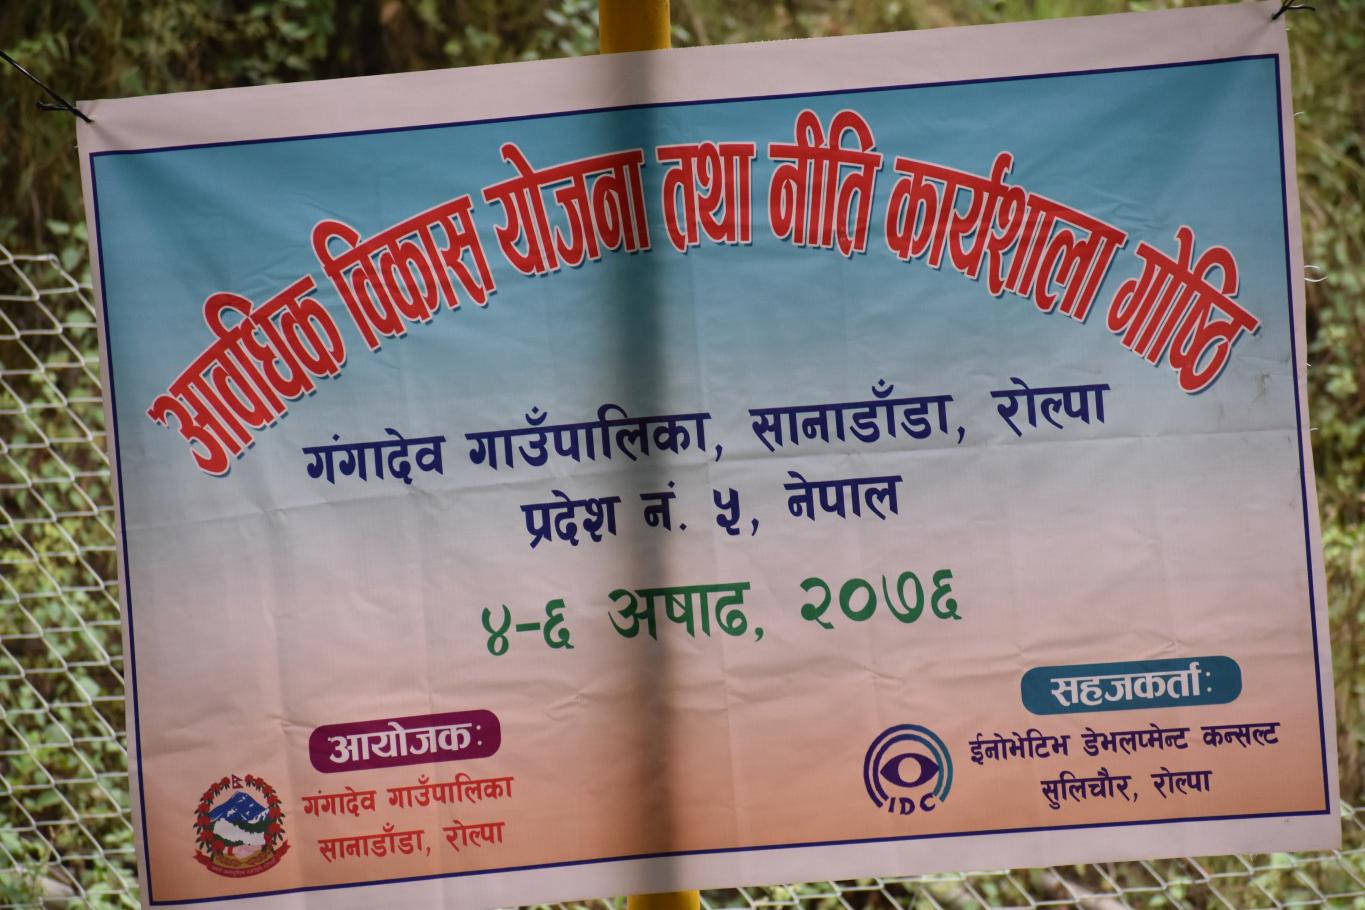 आवधिक विकास योजना तथा नीति कार्यशाला गोष्ठि
गंगादेव गाउँपालिका, सानाडाँडा, रोल्पा
प्रदेश नं. ५, नेपाल
४-६ अषाढ, २०७६
आयोजक:
गंगादेव गाउँपालिका
सानाडाँडा, रोल्पा
सहजकर्ता:
IDC
ईनोभेटिभ डेभलप्मेन्ट कन्सल्ट
सुलिचौर, रोल्पा